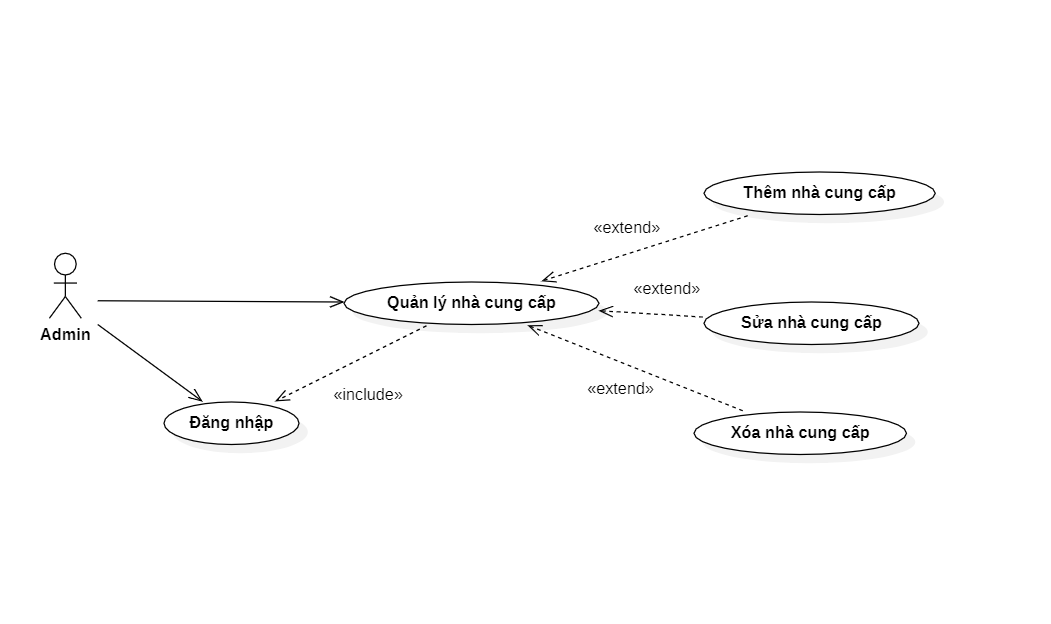 Thêm nhà cung cấp
«extend»
Admin
Quản lý nhà cung cấp
«extend»
Sửa nhà cung cấp
«include»
«extend»
Đăng nhập
Xóa nhà cung cấp